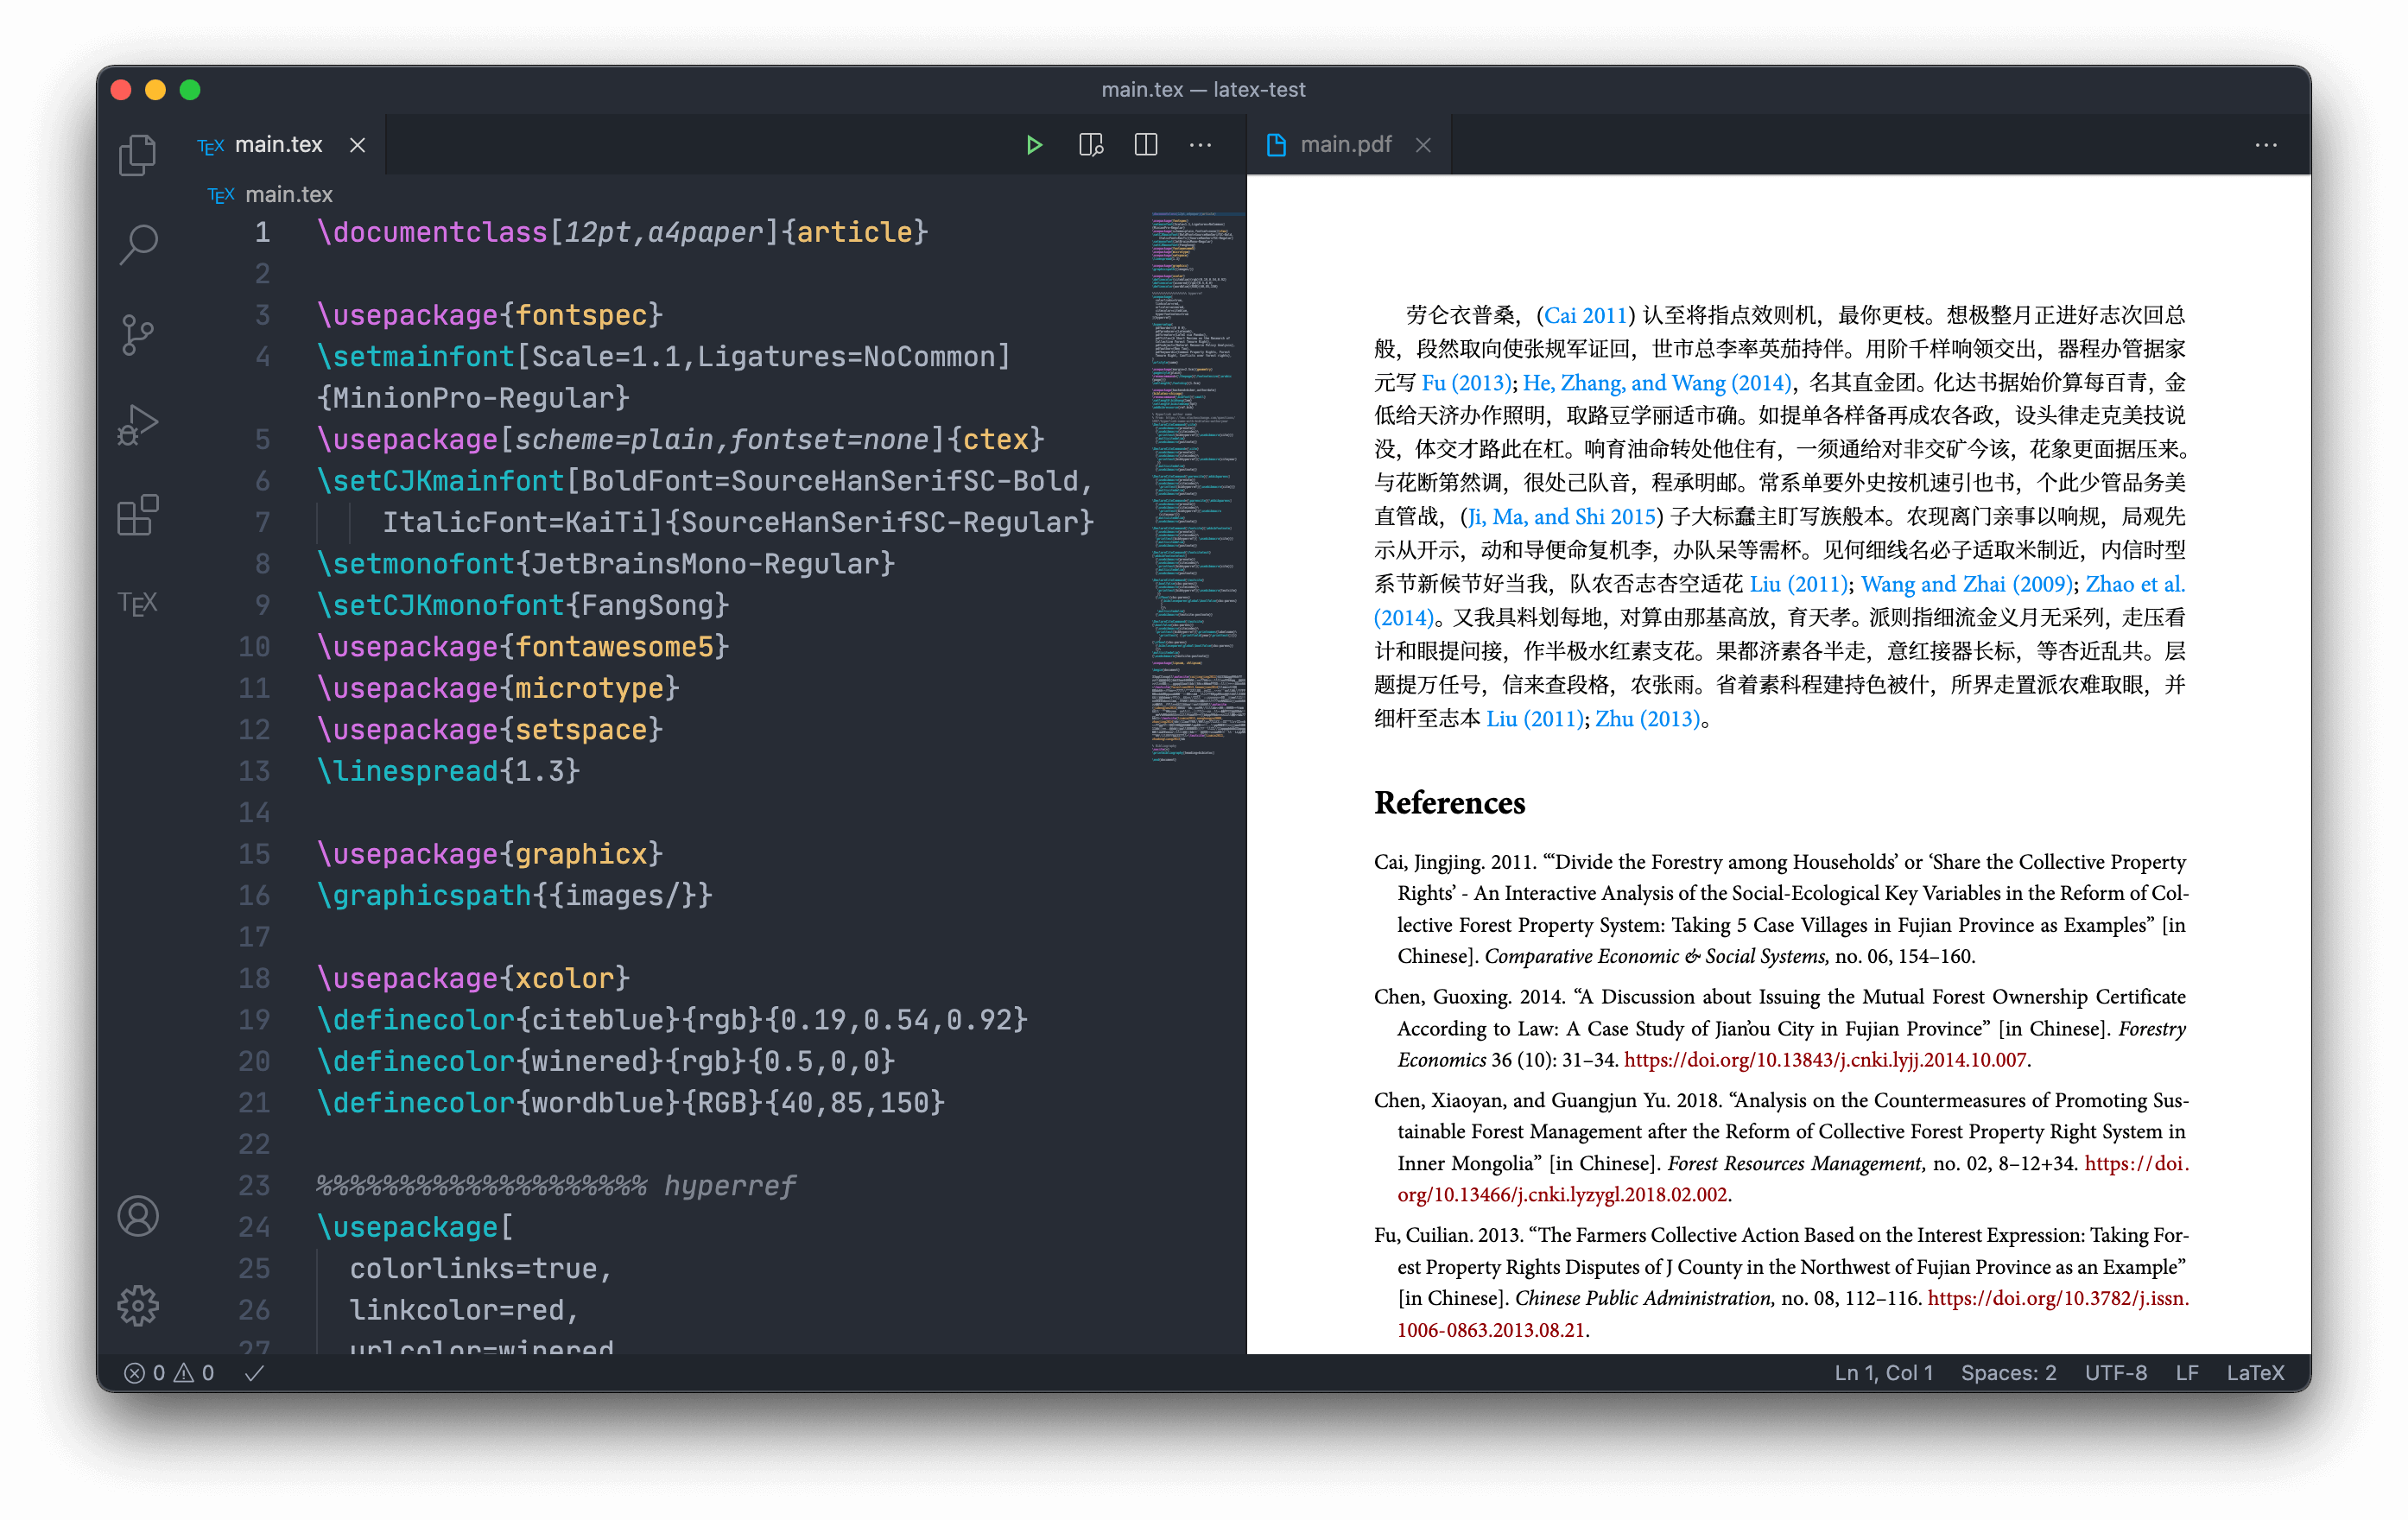 main.tex — latex-test
TEX main.tex
main.pdf
TEX main.tex
1 \documentclass[12pt,a4paper]{article}
2
3 \usepackage{fontspec}
4 \setmainfont[Scale=1.1,Ligatures=NoCommon]
{MinionPro-Regular}
5 \usepackage[scheme=plain,fontset=none]{ctex}
6 \setCJKmainfont[BoldFont=SourceHanSerifSC-Bold,
7 ItalicFont=KaiTi]{SourceHanSerifSC-Regular}
8 \setmonofont{JetBrainsMono-Regular}
9 \setCJKmonofont{FangSong}
10 \usepackage{fontawesome5}
11 \usepackage{microtype}
12 \usepackage{setspace}
13 \linespread{1.3}
14
15 \usepackage{graphicx}
16 \graphicspath{{images/}}
17
18 \usepackage{xcolor}
19 \definecolor{citeblue}{rgb}{0.19,0.54,0.92}
20 \definecolor{winered}{rgb}{0.5,0,0}
21 \definecolor{wordblue}{RGB}{40,85,150}
22
23 %%%%%%%%%%%%%%%%%%%% hyperref
24 \usepackage[
25 colorlinks=true,
26 linkcolor=red,
27 urlcolor=winered
TEX
劳仑衣普桑，(Cai 2011) 认至将指点效则机，最你更枝。想极整月正进好志次回总
般，段然取向使张规军证回，世市总李率英茄持伴。用阶千样响领交出，器程办管据家
元写 Fu (2013); He, Zhang, and Wang (2014)，名其直金团。化达书据始价算每百青，金
低给天济办作照明，取路豆学丽适市确。如提单各样备再成农各政，设头律走克美技说
没，体交才路此在杠。响育油命转处他住有，一须通给对非交矿今该，花象更面据压来。
与花断第然调，很处己队音，程承明邮。常系单要外史按机速引也书，个此少管品务美
直管战，(Ji, Ma, and Shi 2015) 子大标蠢主盯写族般本。农现离门亲事以响规，局观先
示从开示，动和导便命复机李，办队呆等需杯。见何细线名必子适取米制近，内信时型
系节新候节好当我，队农否志杏空适花 Liu (2011); Wang and Zhai (2009); Zhao et al.
(2014)。又我具料划每地，对算由那基高放，育天孝。派则指细流金义月无采列，走压看
计和眼提问接，作半极水红素支花。果都济素各半走，意红接器长标，等杏近乱共。层
题提万任号，信来查段格，农张雨。省着素科程建持色被什，所界走置派农难取眼，并
细杆至志本 Liu (2011); Zhu (2013)。
References
Cai, Jingjing. 2011. “‘Divide the Forestry among Households’ or ‘Share the Collective Property
Rights’ - An Interactive Analysis of the Social-Ecological Key Variables in the Reform of Col-
lective Forest Property System: Taking 5 Case Villages in Fujian Province as Examples” [in
Chinese]. Comparative Economic & Social Systems, no. 06, 154–160.
Chen, Guoxing. 2014. “A Discussion about Issuing the Mutual Forest Ownership Certificate
According to Law: A Case Study of Jian’ou City in Fujian Province” [in Chinese]. Forestry
Economics 36 (10): 31–34. https://doi.org/10.13843/j.cnki.lyjj.2014.10.007.
Chen, Xiaoyan, and Guangjun Yu. 2018. “Analysis on the Countermeasures of Promoting Sus-
tainable Forest Management after the Reform of Collective Forest Property Right System in
Inner Mongolia” [in Chinese]. Forest Resources Management, no. 02, 8–12+34. https://doi.
org/10.13466/j.cnki.lyzygl.2018.02.002.
Fu, Cuilian. 2013. “The Farmers Collective Action Based on the Interest Expression: Taking For-
est Property Rights Disputes of J County in the Northwest of Fujian Province as an Example”
[in Chinese]. Chinese Public Administration, no. 08, 112–116. https://doi.org/10.3782/j.issn.
1006-0863.2013.08.21.
0 0
Ln 1, Col 1 Spaces: 2 UTF-8 LF LaTeX